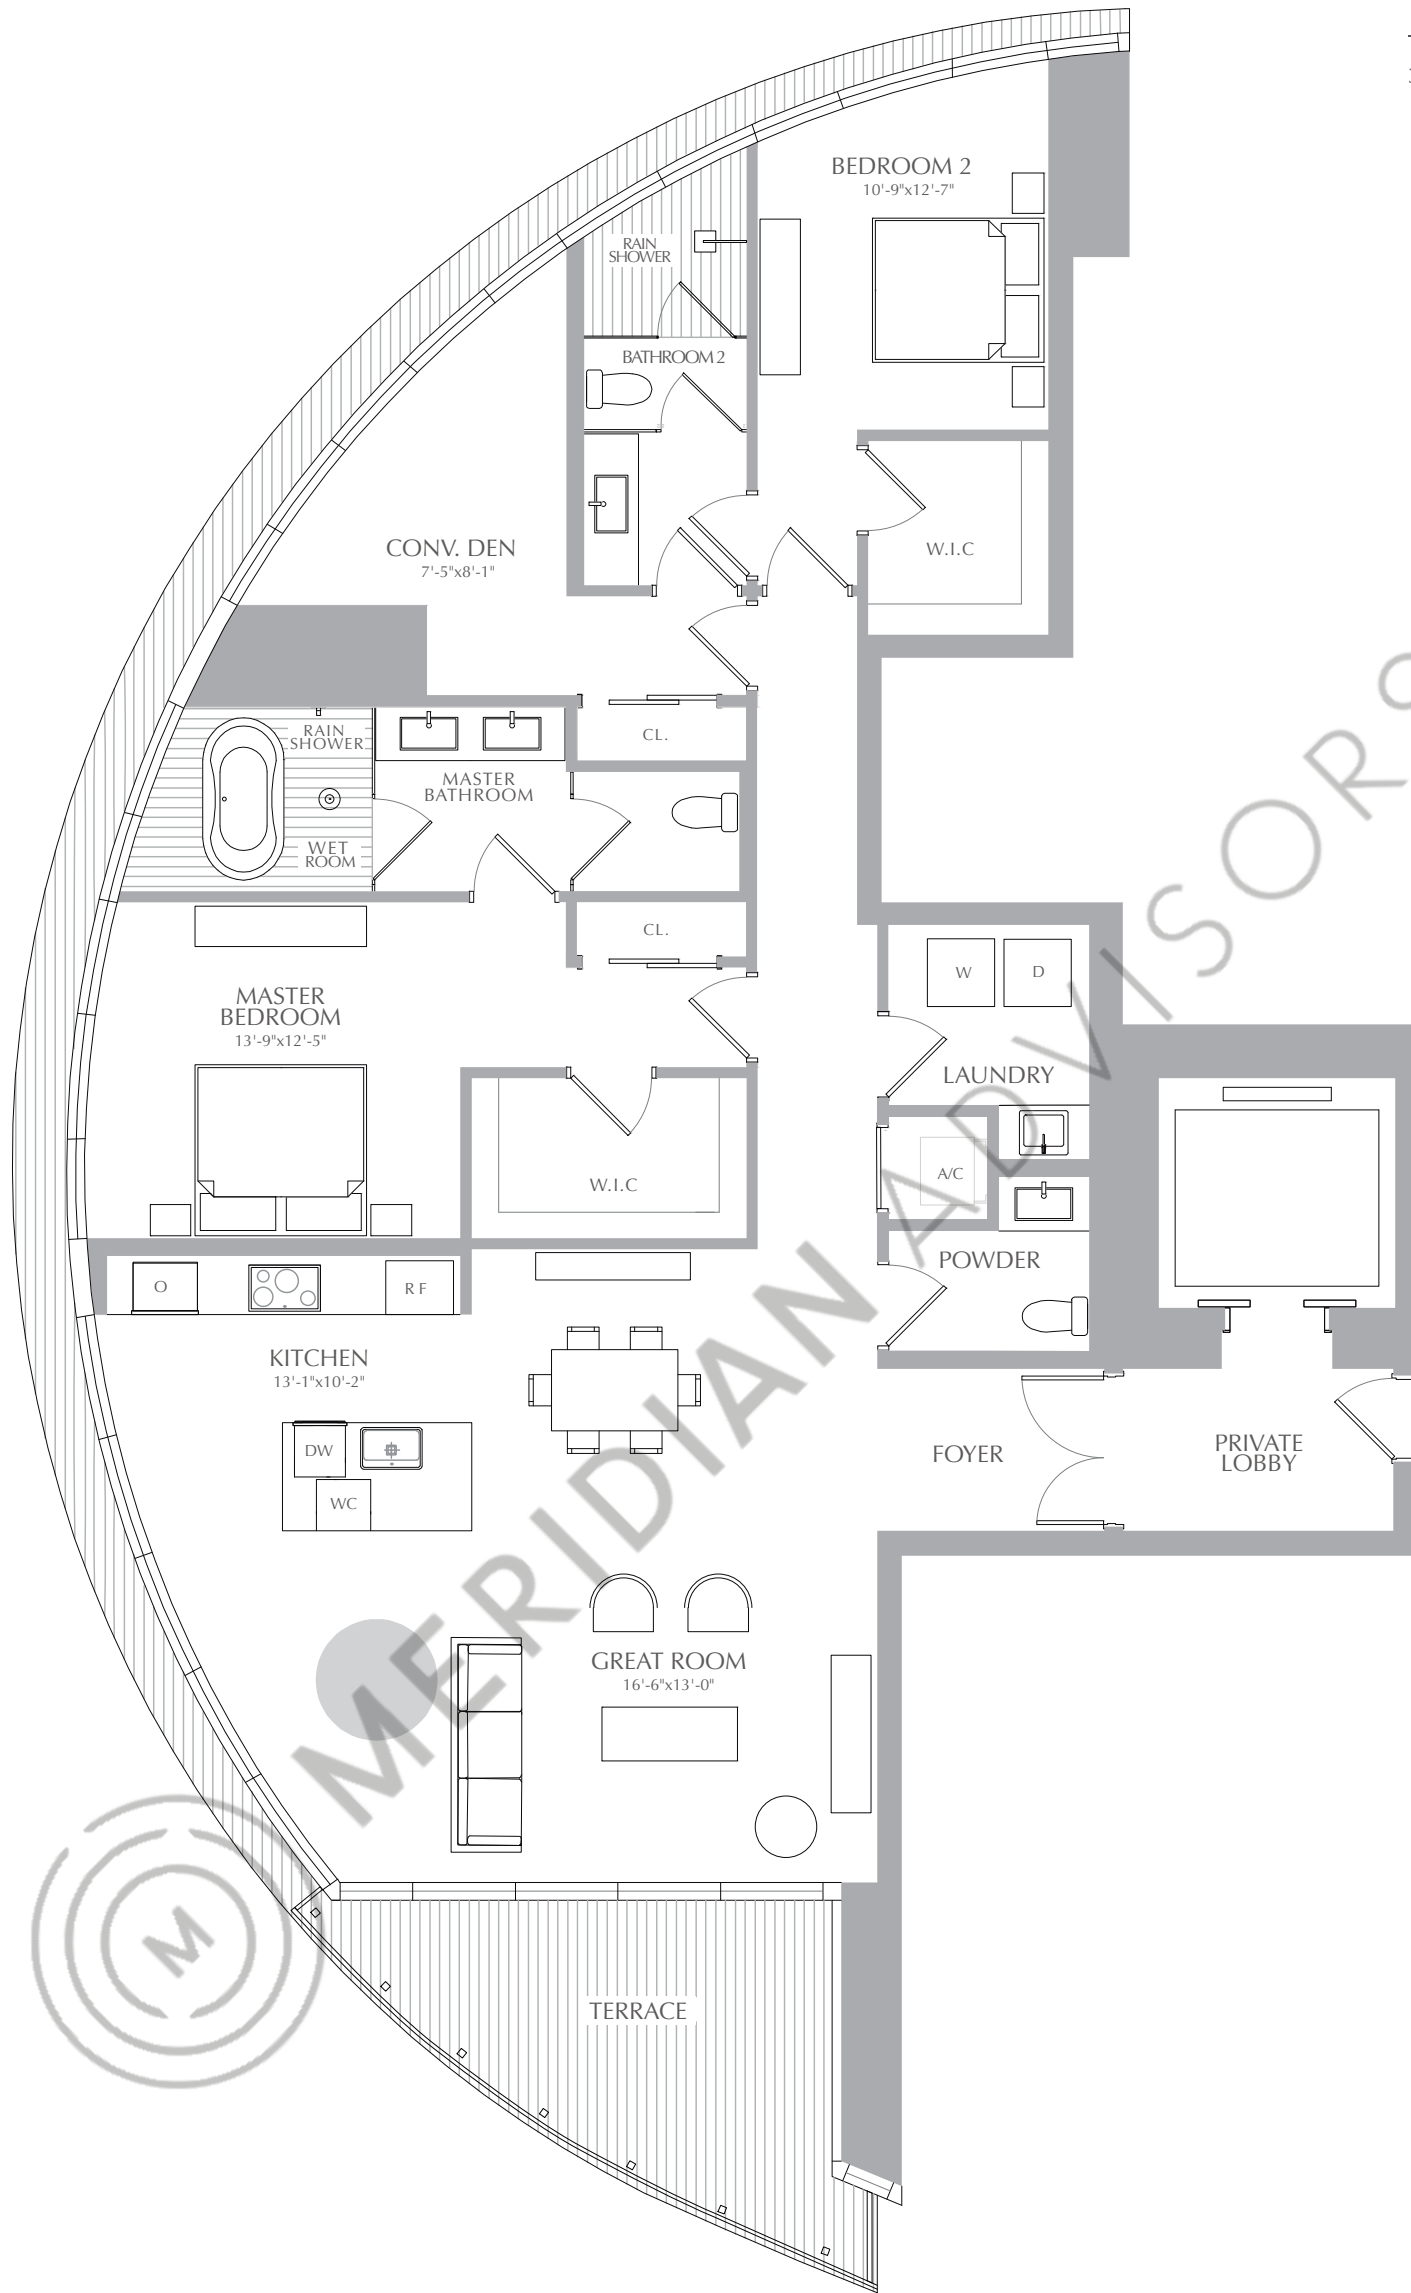 BEDROOM 2
10'-9"x12'-7"
RAIN
SHOWER
BATHROOM 2
CONV. DEN
7'-5"x8'-1"
W.I.C
CL.
RAIN
SHOWER
MASTER
BATHROOM
WET
ROOM
CL.
W
D
MASTER
BEDROOM
13'-9"x12'-5"
LAUNDRY
A/C
W.I.C
POWDER
O
RF
KITCHEN
13'-1"x10'-2"
DW
WC
FOYER
PRIVATE
LOBBY
GREAT ROOM
16'-6"x13'-0"
TERRACE
M
MERIDIAN ADVISORS